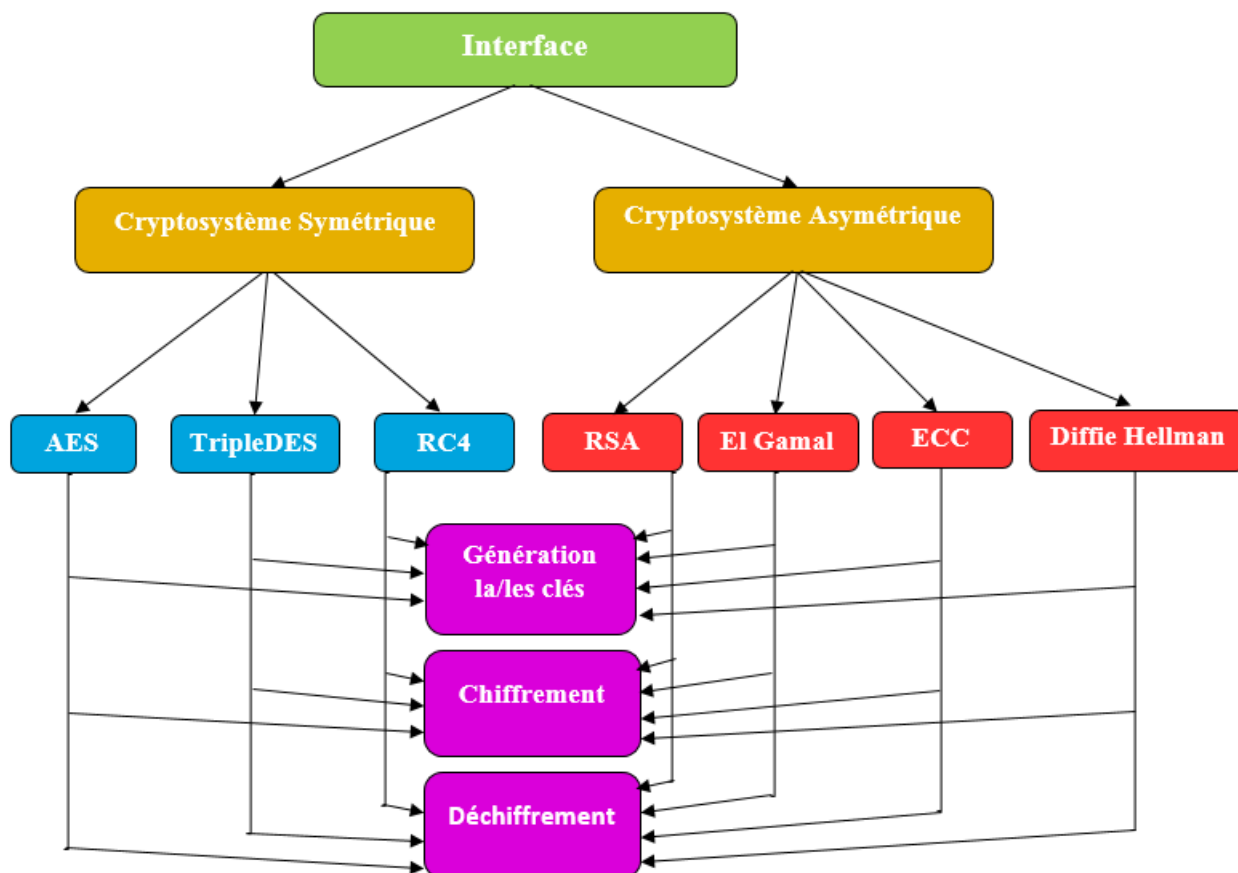 Interface
Cryptosystème Symétrique
Cryptosystème Asymétrique
AES
TripleDES
RC4
RSA
El Gamal
ECC
Diffie Hellman
Génération
la/les clés
Chiffrement
Déchiffrement